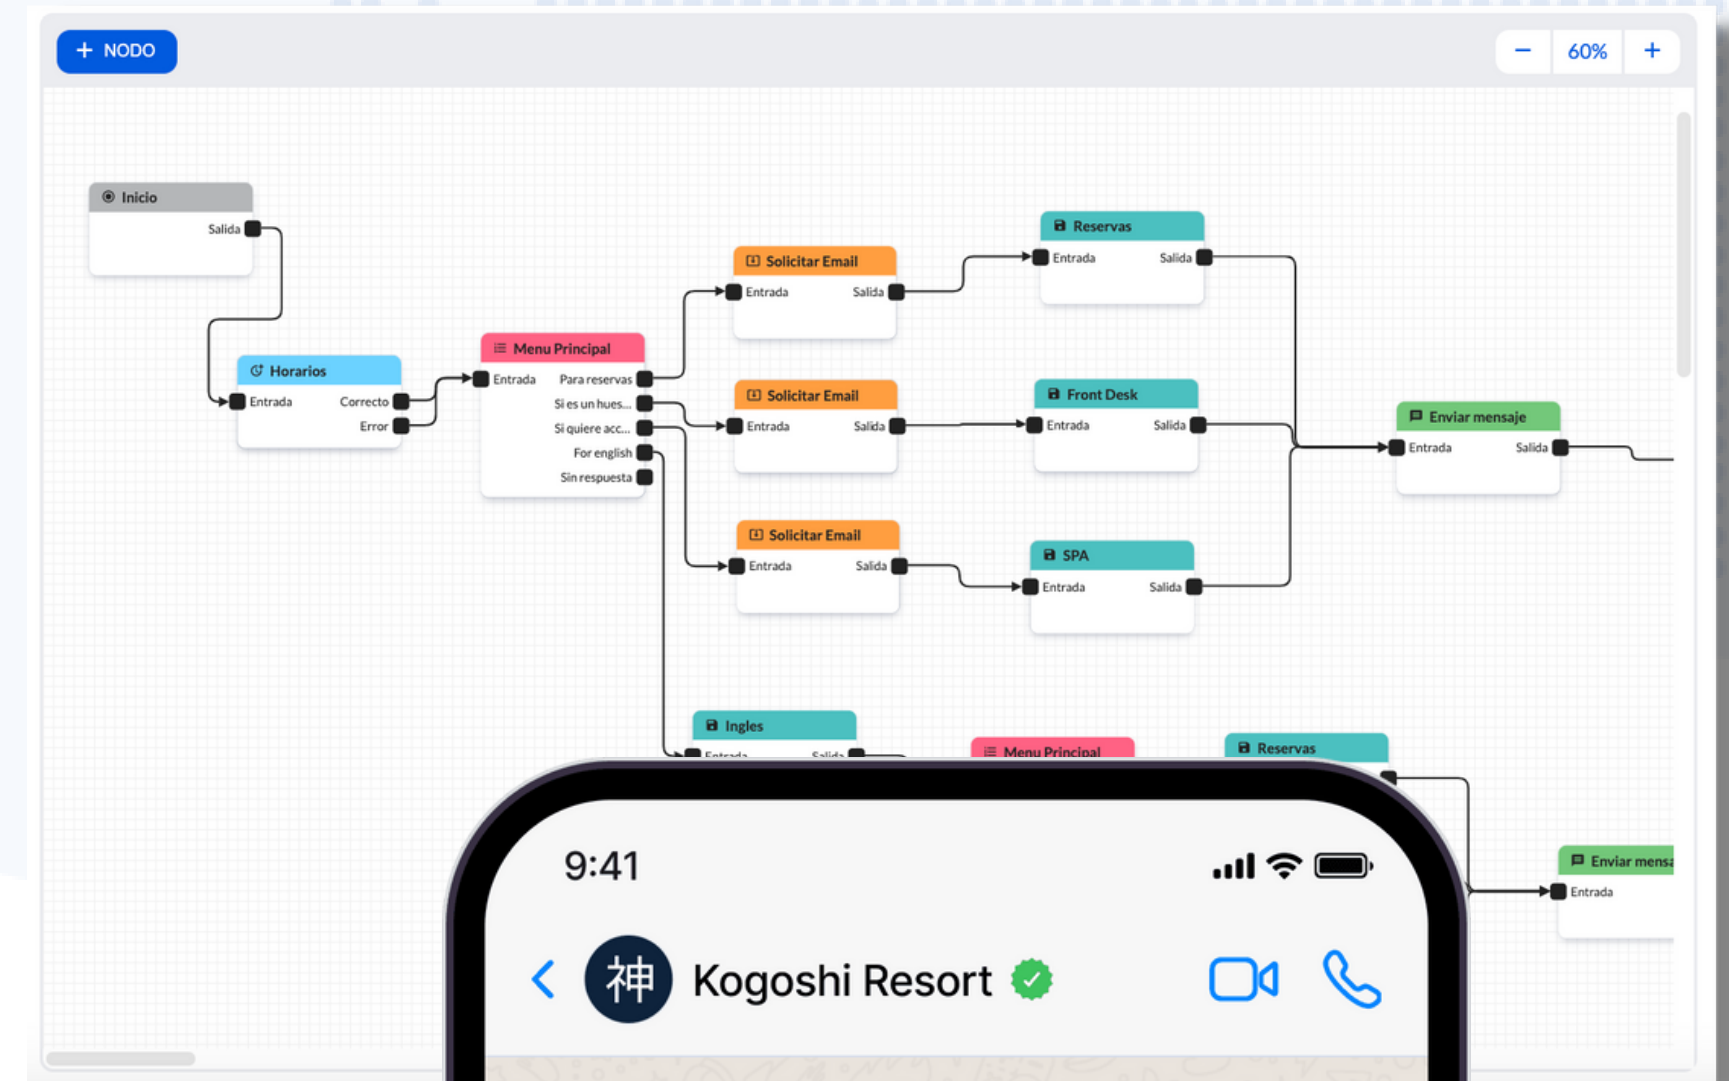 + NODO
− 60% +
Inicio
Salida
Reservas
Entrada Salida
Solicitar Email
Entrada Salida
Menu Principal
Entrada Para reservas
Si es un hues...
Si quiere acc...
For english
Sin respuesta
Horarios
Entrada Correcto
Error
Solicitar Email
Entrada Salida
Front Desk
Entrada Salida
Enviar mensaje
Entrada Salida
Solicitar Email
Entrada Salida
SPA
Entrada Salida
Ingles
Entrada Salida
Menu Principal
Reservas
Enviar mensa
Entrada
9:41
神 Kogoshi Resort